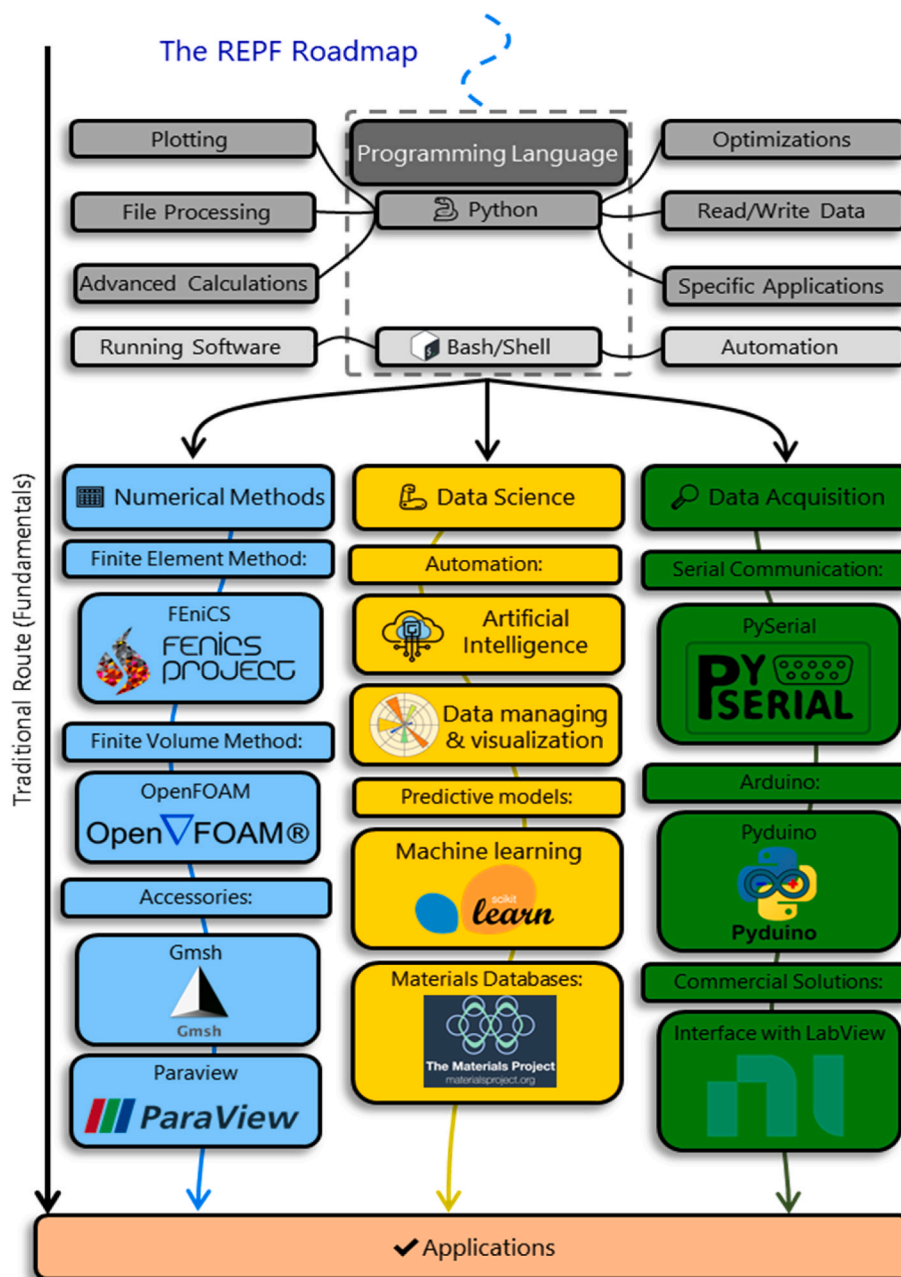 The REPF Roadmap
Traditional Route (Fundamentals)
Programming Language
Plotting
Python
Optimizations
File Processing
Read/Write Data
Advanced Calculations
Specific Applications
Running Software
$
Bash/Shell
Automation
Numerical Methods
Finite Element Method:
FEniCS
FENICS
PROJECT
Finite Volume Method:
OpenFOAM
Open▽FOAM®
Accessories:
Gmsh
Gmsh
Paraview
ParaView
Data Science
Automation:
Artificial
Intelligence
Data managing
& visualization
Predictive models:
Machine learning
scikit
learn
Materials Databases:
The Materials Project
materialsproject.org
Data Acquisition
Serial Communication:
PySerial
PY
SERIAL
Arduino:
Pyduino
Pyduino
Commercial Solutions:
Interface with LabView
ni
Applications